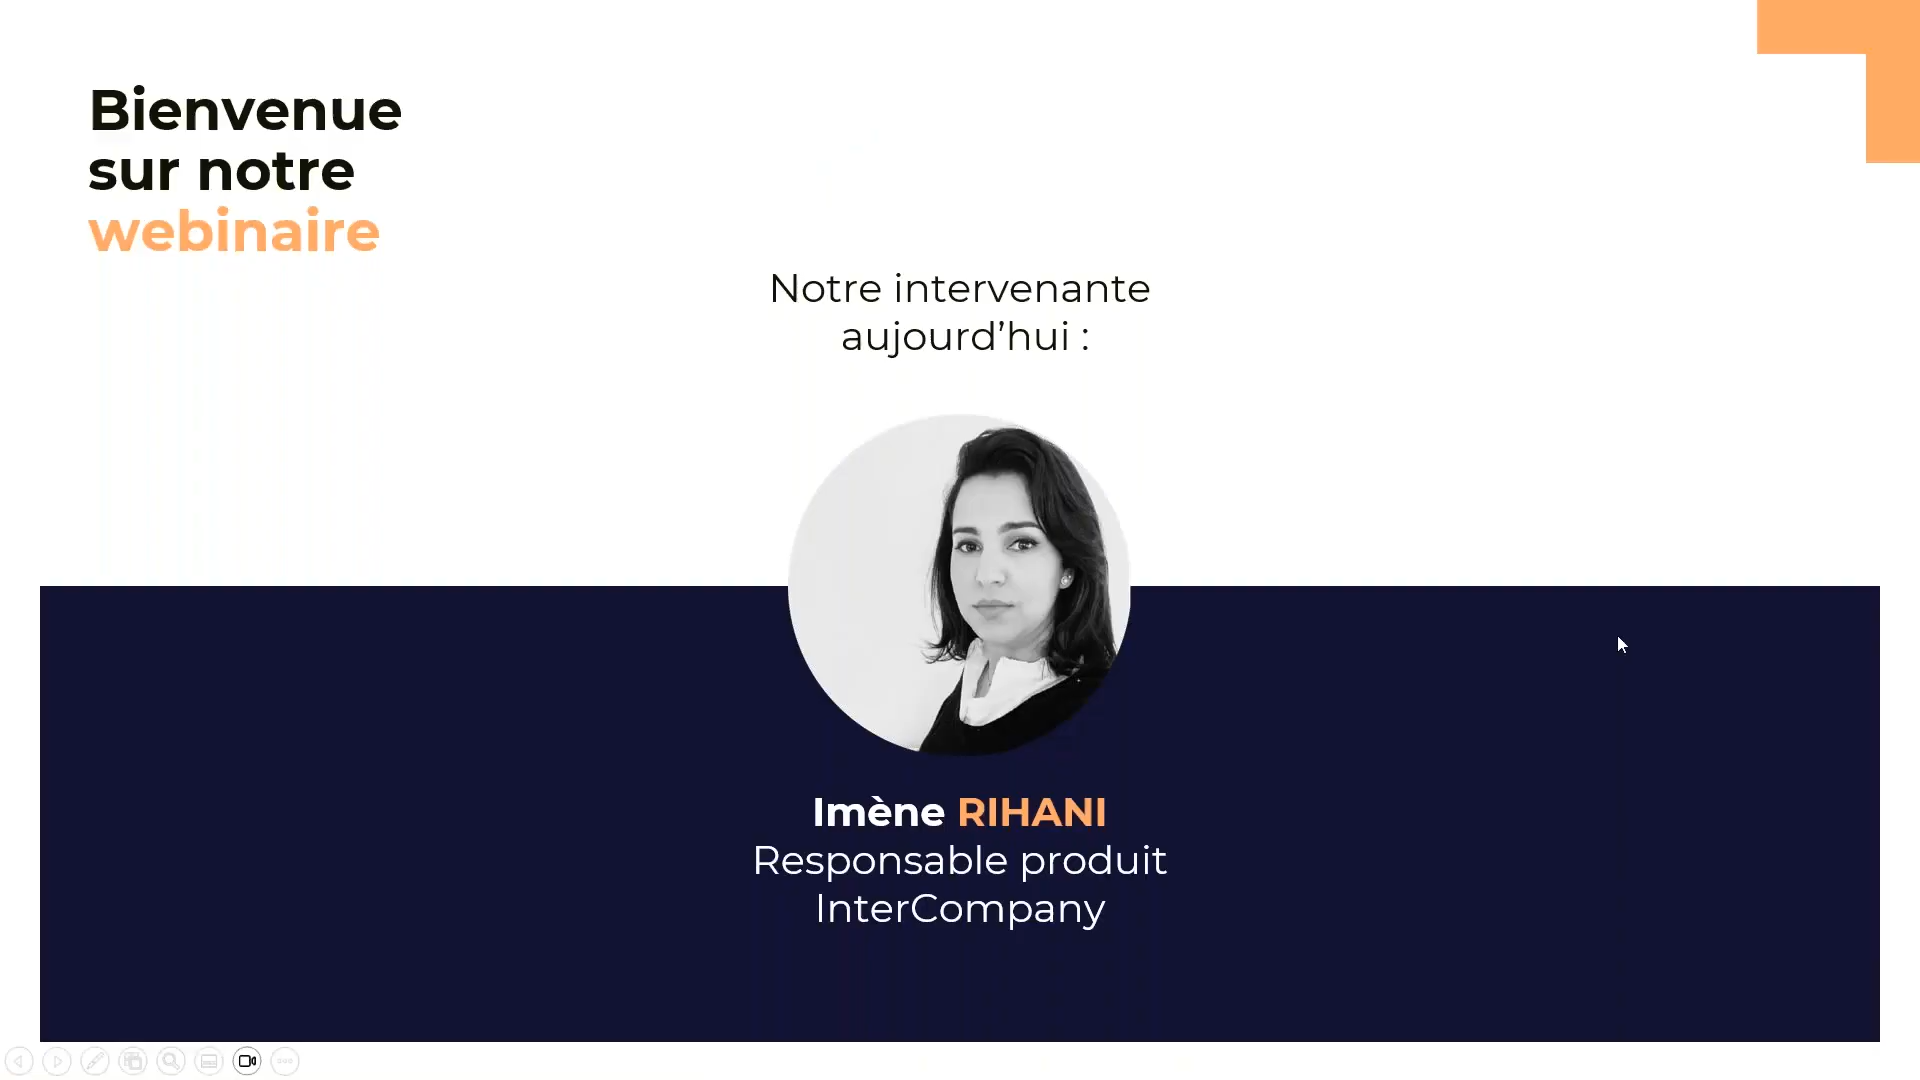 Bienvenue
sur notre
webinaire
Notre intervenante
aujourd’hui :
Imène RIHANI
Responsable produit
InterCompany